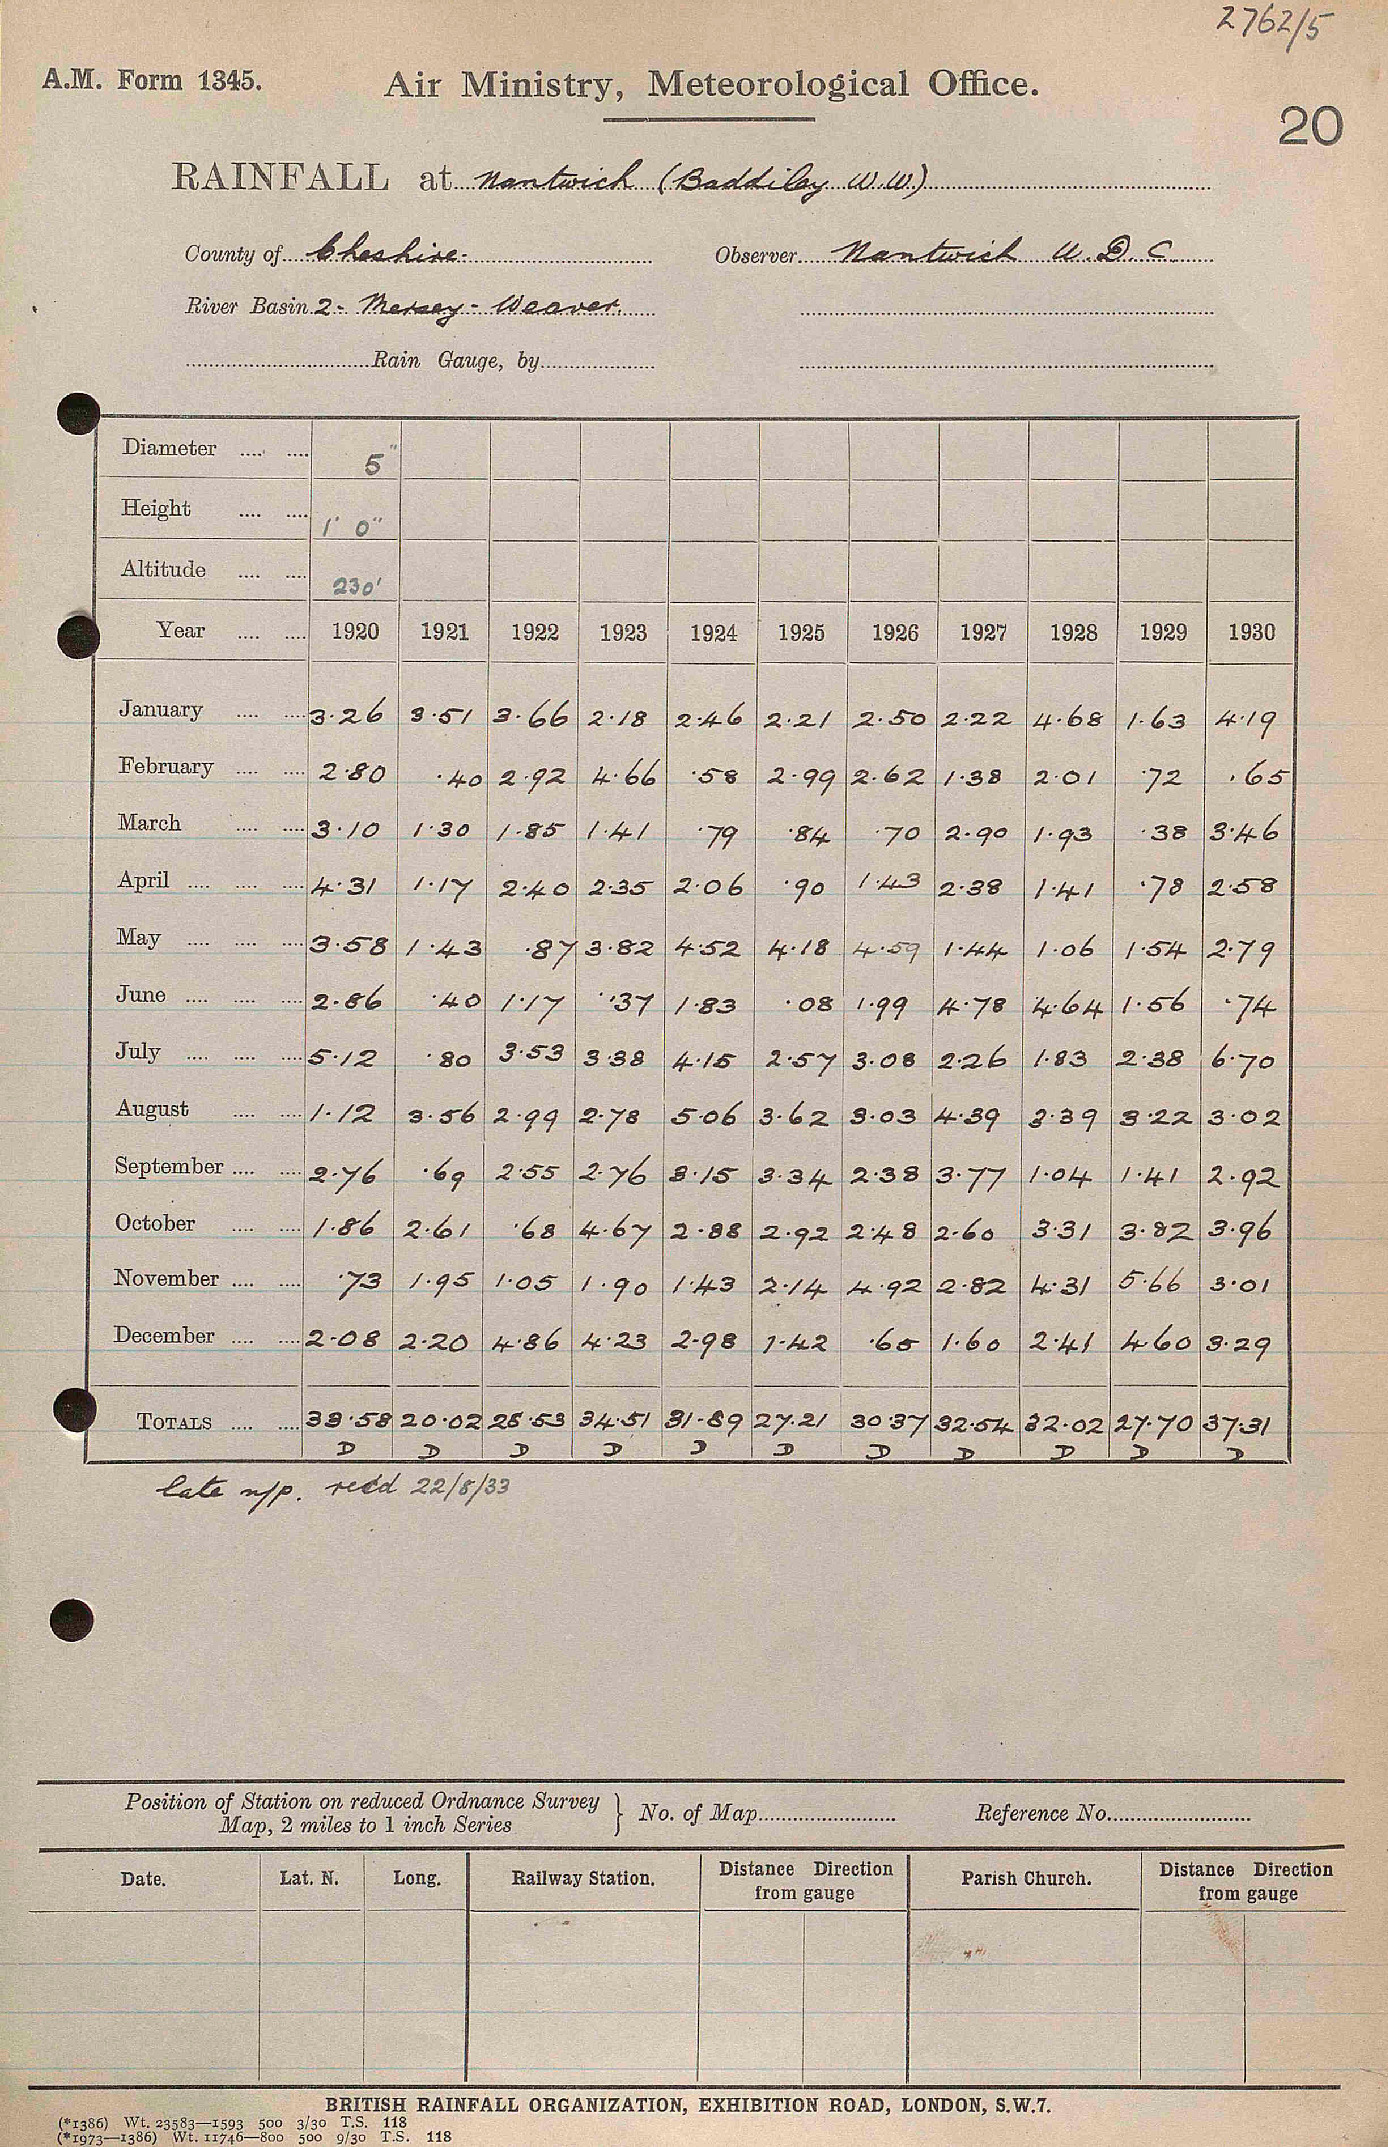 2762/5
A.M. Form 1345. Air Ministry, Meteorological Office.
20
RAINFALL at Nantwich (Baddiley W.W.)
County of Cheshire. Observer Nantwich U.D.C.
River Basin 2 - Mersey - Weaver.
Rain Gauge, by
Diameter 5"
Height 1' 0"
Altitude 230'
Year 1920 1921 1922 1923 1924 1925 1926 1927 1928 1929 1930
January 3.26 3.51 3.66 2.18 2.46 2.21 2.50 2.22 4.68 1.63 4.19
February 2.80 .40 2.92 4.66 .58 2.99 2.62 1.38 2.01 .72 .65
March 3.10 1.30 1.85 1.41 .79 .84 .70 2.90 1.93 .38 3.46
April 4.31 1.17 2.40 2.35 2.06 .90 1.43 2.38 1.41 .78 2.58
May 3.58 1.43 .87 3.82 4.52 4.18 4.59 1.44 1.06 1.54 2.79
June 2.86 .40 1.17 .37 1.83 .08 1.99 4.78 4.64 1.56 .74
July 5.12 .80 3.53 3.38 4.15 2.57 3.08 2.26 1.83 2.38 6.70
August 1.12 3.56 2.99 2.78 5.06 3.62 3.03 4.39 3.39 3.22 3.02
September 2.76 .69 2.55 2.76 3.15 3.34 2.38 3.77 1.04 1.41 2.92
October 1.86 2.61 .68 4.67 2.88 2.92 2.48 2.60 3.31 3.82 3.96
November .73 1.95 1.05 1.90 1.43 2.14 4.92 2.82 4.31 5.66 3.01
December 2.08 2.20 4.86 4.23 2.98 1.42 .65 1.60 2.41 4.60 3.29
TOTALS 33.58 20.02 28.53 34.51 31.89 27.21 30.37 32.54 32.02 27.70 37.31
D D D D D D D D D D D
late n/p. recd 22/8/33
Position of Station on reduced Ordnance Survey
Map, 2 miles to 1 inch Series } No. of Map Reference No.
Date. Lat. N. Long. Railway Station. Distance Direction from gauge Parish Church. Distance Direction from gauge
BRITISH RAINFALL ORGANIZATION, EXHIBITION ROAD, LONDON, S.W.7.
(*1386) Wt. 23583—1593 500 3/30 T.S. 118
(*1973—1386) Wt. 11746—800 500 9/30 T.S. 118